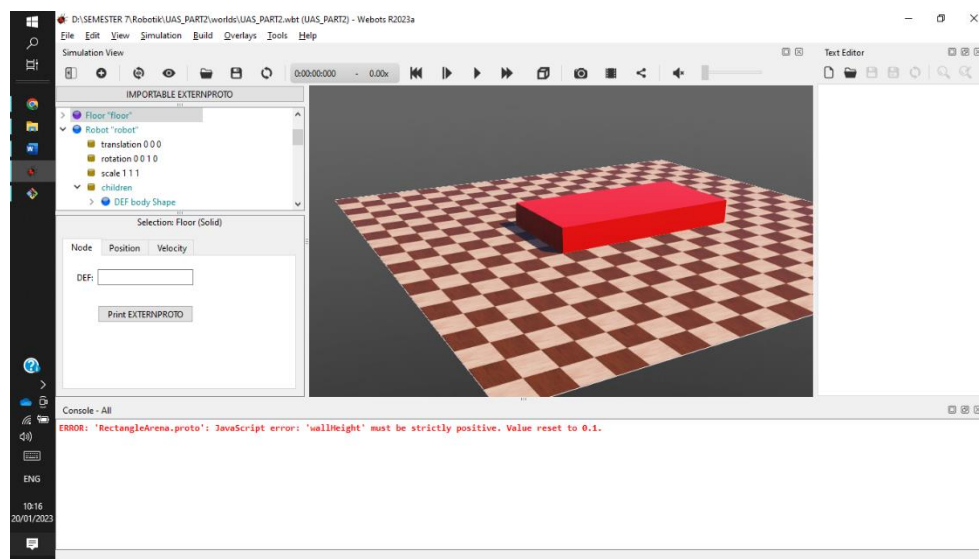 D:\SEMESTER 7\Robotik\UAS_PART2\worlds\UAS_PART2.wbt (UAS_PART2) - Webots R2023a
File Edit View Simulation Build Overlays Tools Help
Simulation View
Text Editor
0:00:00:000 - 0.00x
IMPORTABLE EXTERNPROTO
Floor "floor"
Robot "robot"
translation 0 0 0
rotation 0 0 1 0
scale 1 1 1
children
DEF body Shape
Selection: Floor (Solid)
Node Position Velocity
DEF:
Print EXTERNPROTO
Console - All
ERROR: 'RectangleArena.proto': JavaScript error: 'wallHeight' must be strictly positive. Value reset to 0.1.
ENG
10:16
20/01/2023